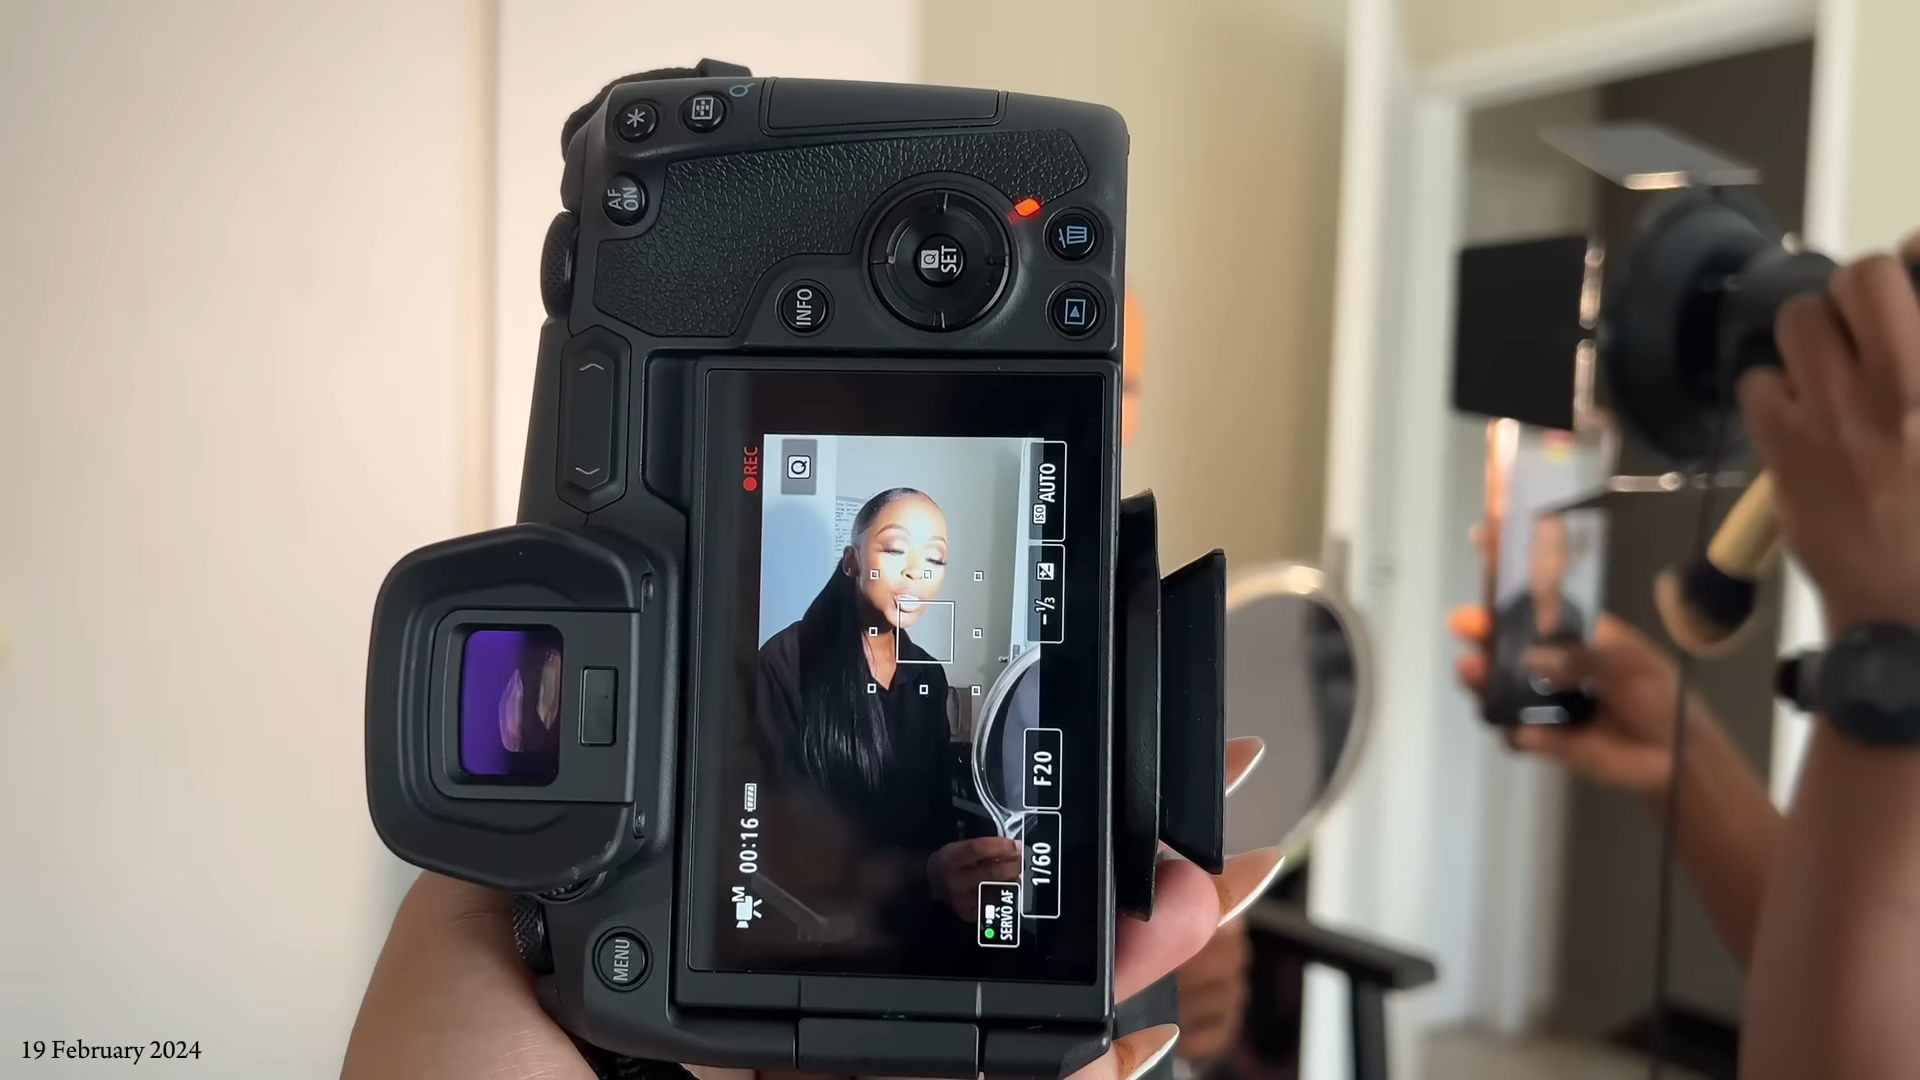 AF
ON
INFO
Q
SET
REC
Q
ISO AUTO
-1/3
F20
1/60
SERVO AF
M
00:16
MENU
19 February 2024